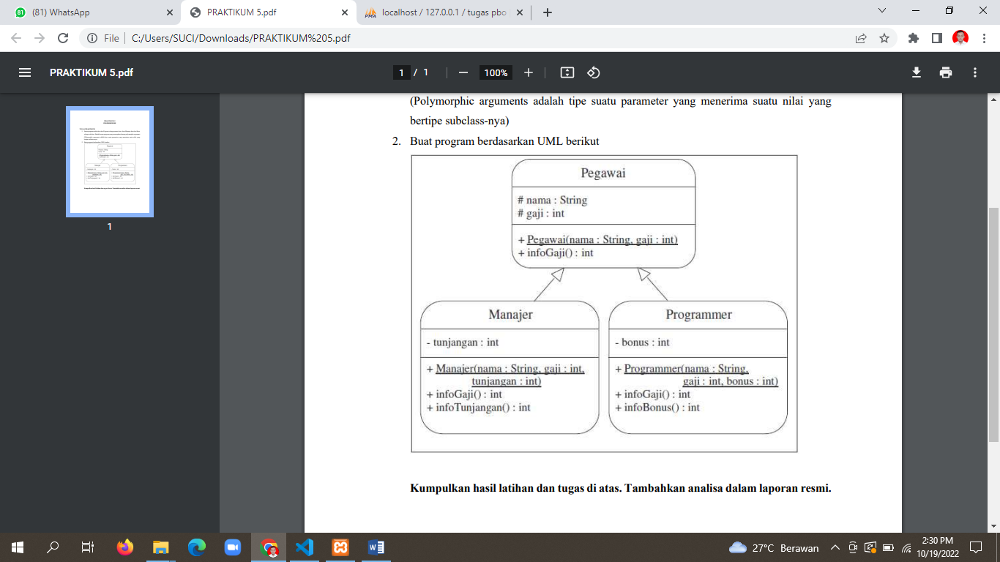 (81) WhatsApp
PRAKTIKUM 5.pdf
localhost / 127.0.0.1 / tugas pbo
File C:/Users/SUCI/Downloads/PRAKTIKUM%205.pdf
PRAKTIKUM 5.pdf
1 / 1
100%
1
(Polymorphic arguments adalah tipe suatu parameter yang menerima suatu nilai yang
bertipe subclass-nya)
2. Buat program berdasarkan UML berikut
Pegawai
# nama : String
# gaji : int
+ Pegawai(nama : String, gaji : int)
+ infoGaji() : int
Manajer
- tunjangan : int
+ Manajer(nama : String, gaji : int,
tunjangan : int)
+ infoGaji() : int
+ infoTunjangan() : int
Programmer
- bonus : int
+ Programmer(nama : String,
gaji : int, bonus : int)
+ infoGaji() : int
+ infoBonus() : int
Kumpulkan hasil latihan dan tugas di atas. Tambahkan analisa dalam laporan resmi.
27°C Berawan
2:30 PM
10/19/2022